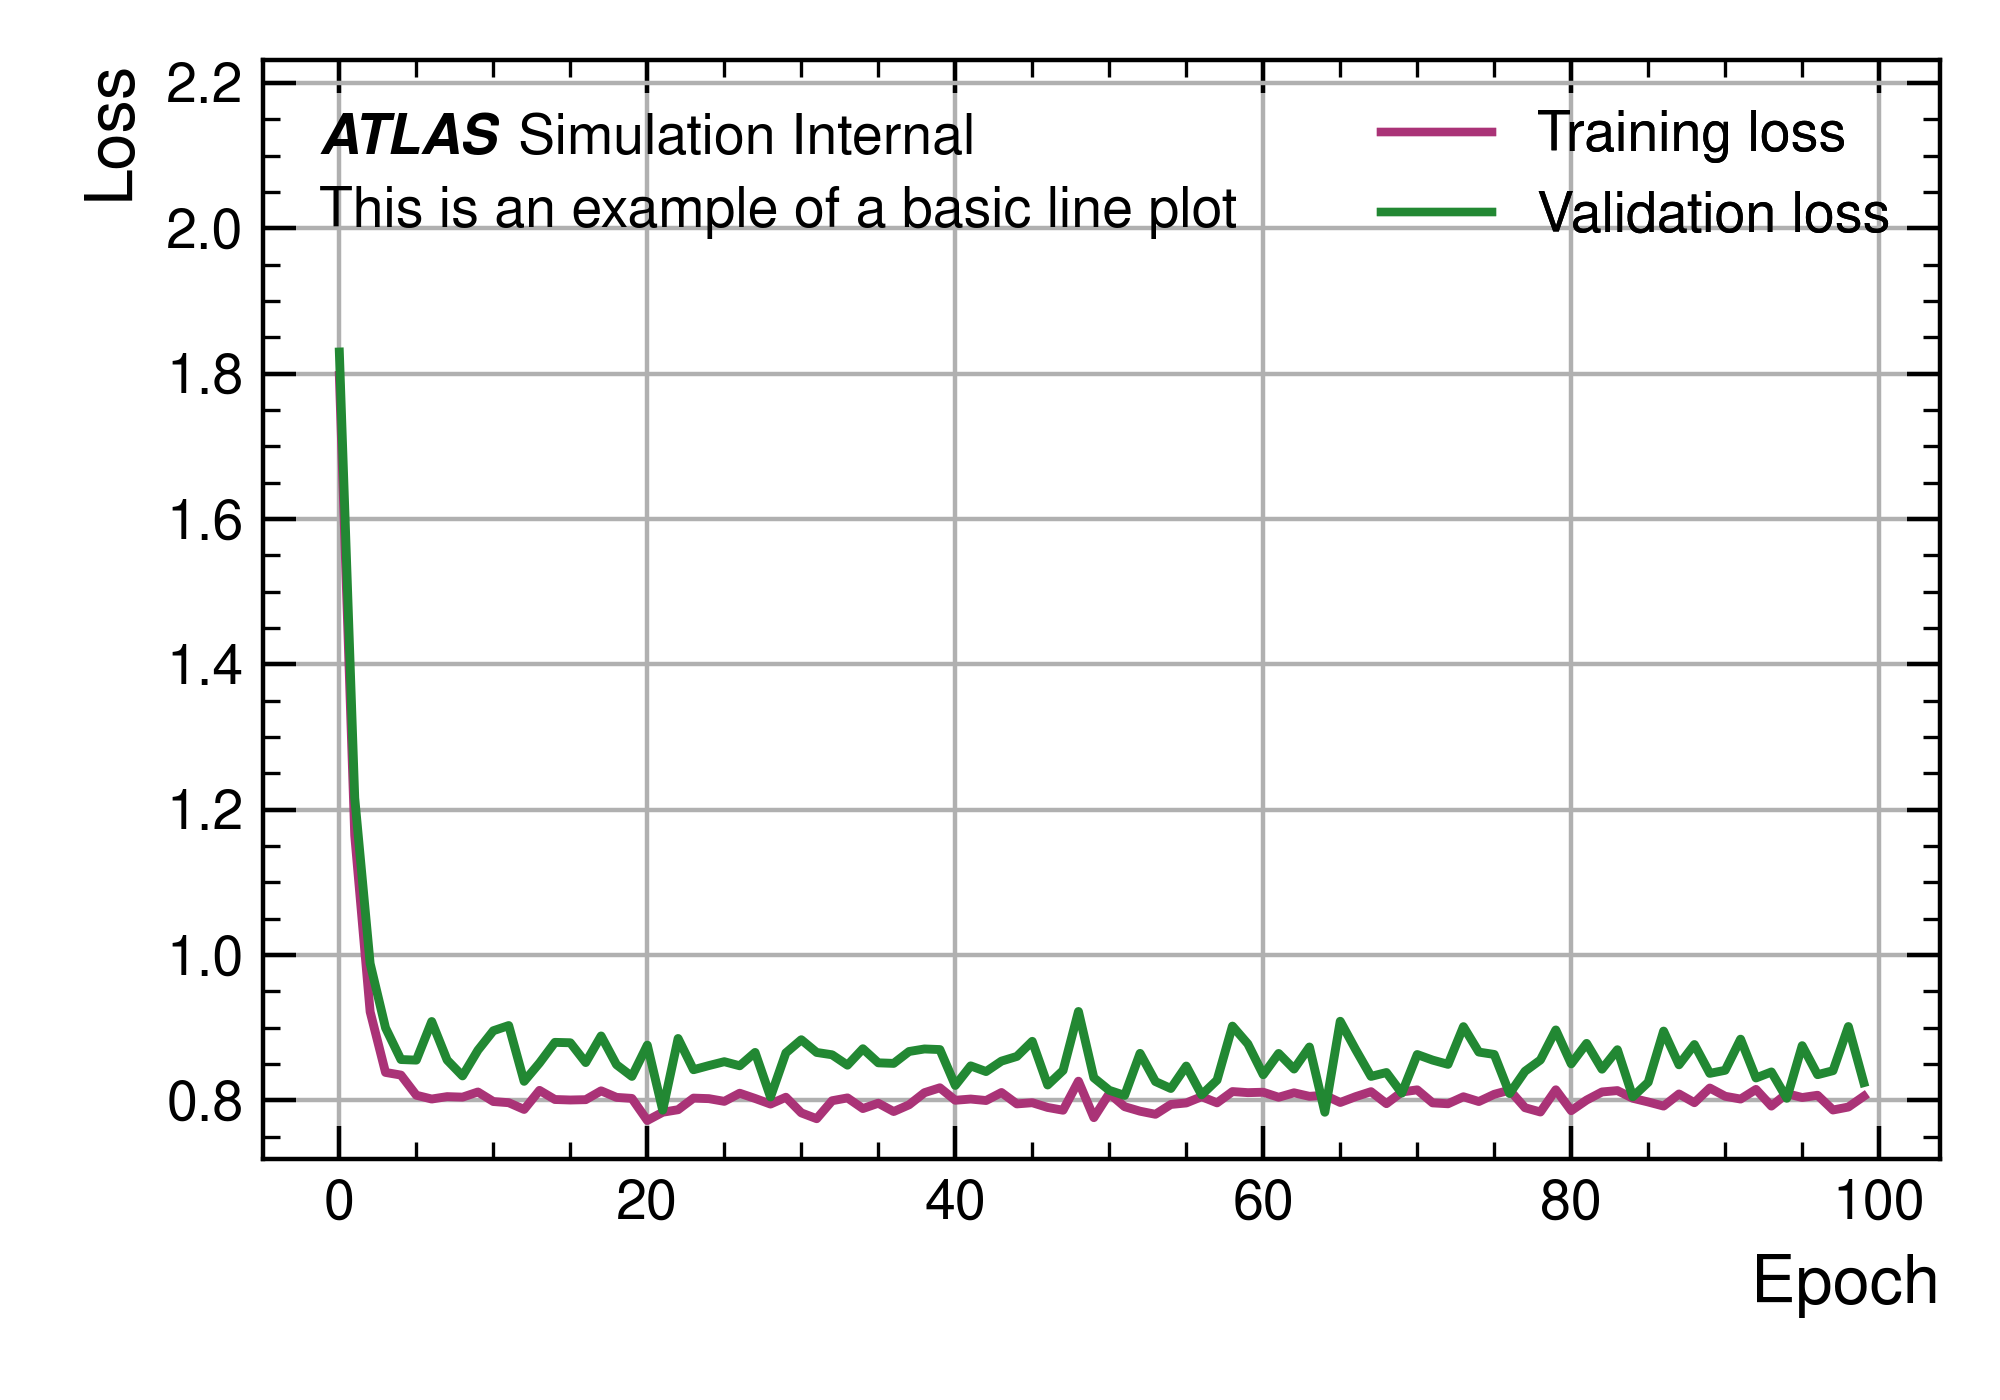 Loss
2.2
2.0
1.8
1.6
1.4
1.2
1.0
0.8
ATLAS Simulation Internal
This is an example of a basic line plot
Training loss
Validation loss
0 20 40 60 80 100
Epoch